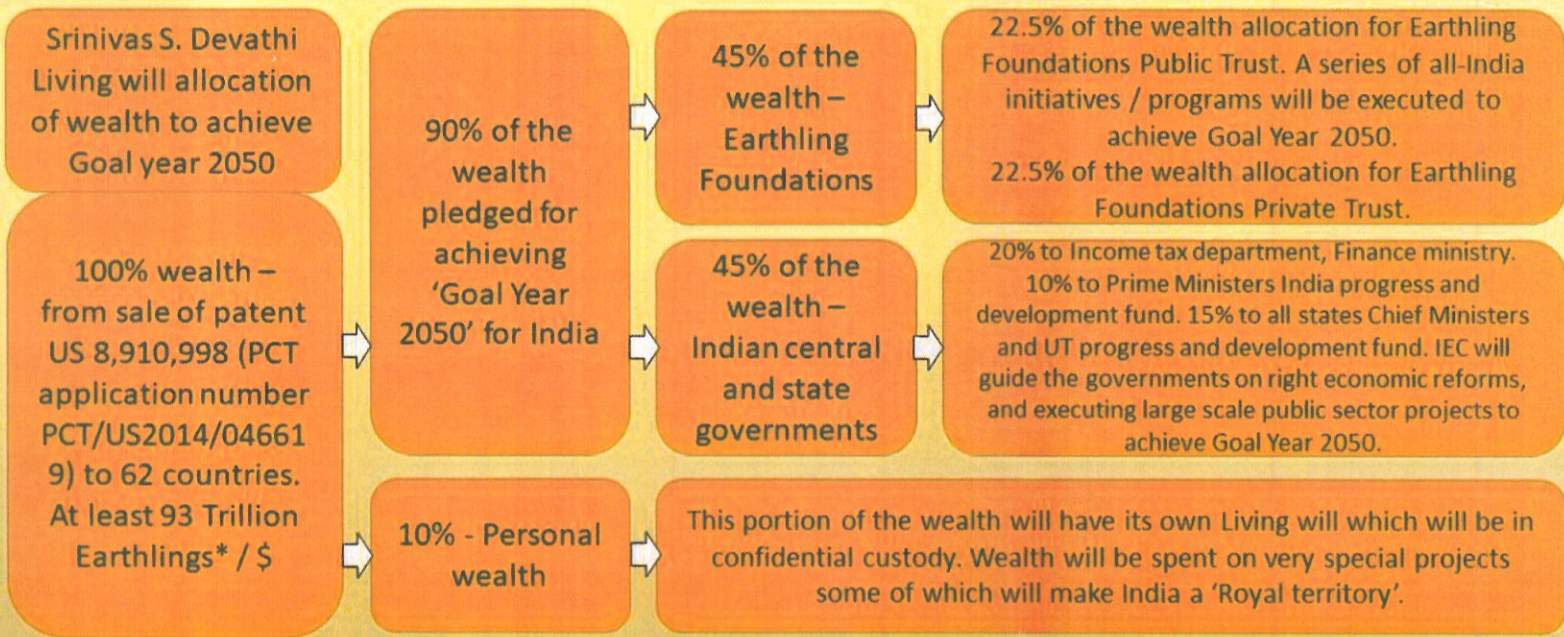 Srinivas S. Devathi
Living will allocation
of wealth to achieve
Goal year 2050
100% wealth –
from sale of patent
US 8,910,998 (PCT
application number
PCT/US2014/04661
9) to 62 countries.
At least 93 Trillion
Earthlings* / $
90% of the
wealth
pledged for
achieving
‘Goal Year
2050’ for India
45% of the
wealth –
Earthling
Foundations
22.5% of the wealth allocation for Earthling
Foundations Public Trust. A series of all-India
initiatives / programs will be executed to
achieve Goal Year 2050.
22.5% of the wealth allocation for Earthling
Foundations Private Trust.
45% of the
wealth –
Indian central
and state
governments
20% to Income tax department, Finance ministry.
10% to Prime Ministers India progress and
development fund. 15% to all states Chief Ministers
and UT progress and development fund. IEC will
guide the governments on right economic reforms,
and executing large scale public sector projects to
achieve Goal Year 2050.
10% - Personal
wealth
This portion of the wealth will have its own Living will which will be in
confidential custody. Wealth will be spent on very special projects
some of which will make India a ‘Royal territory’.